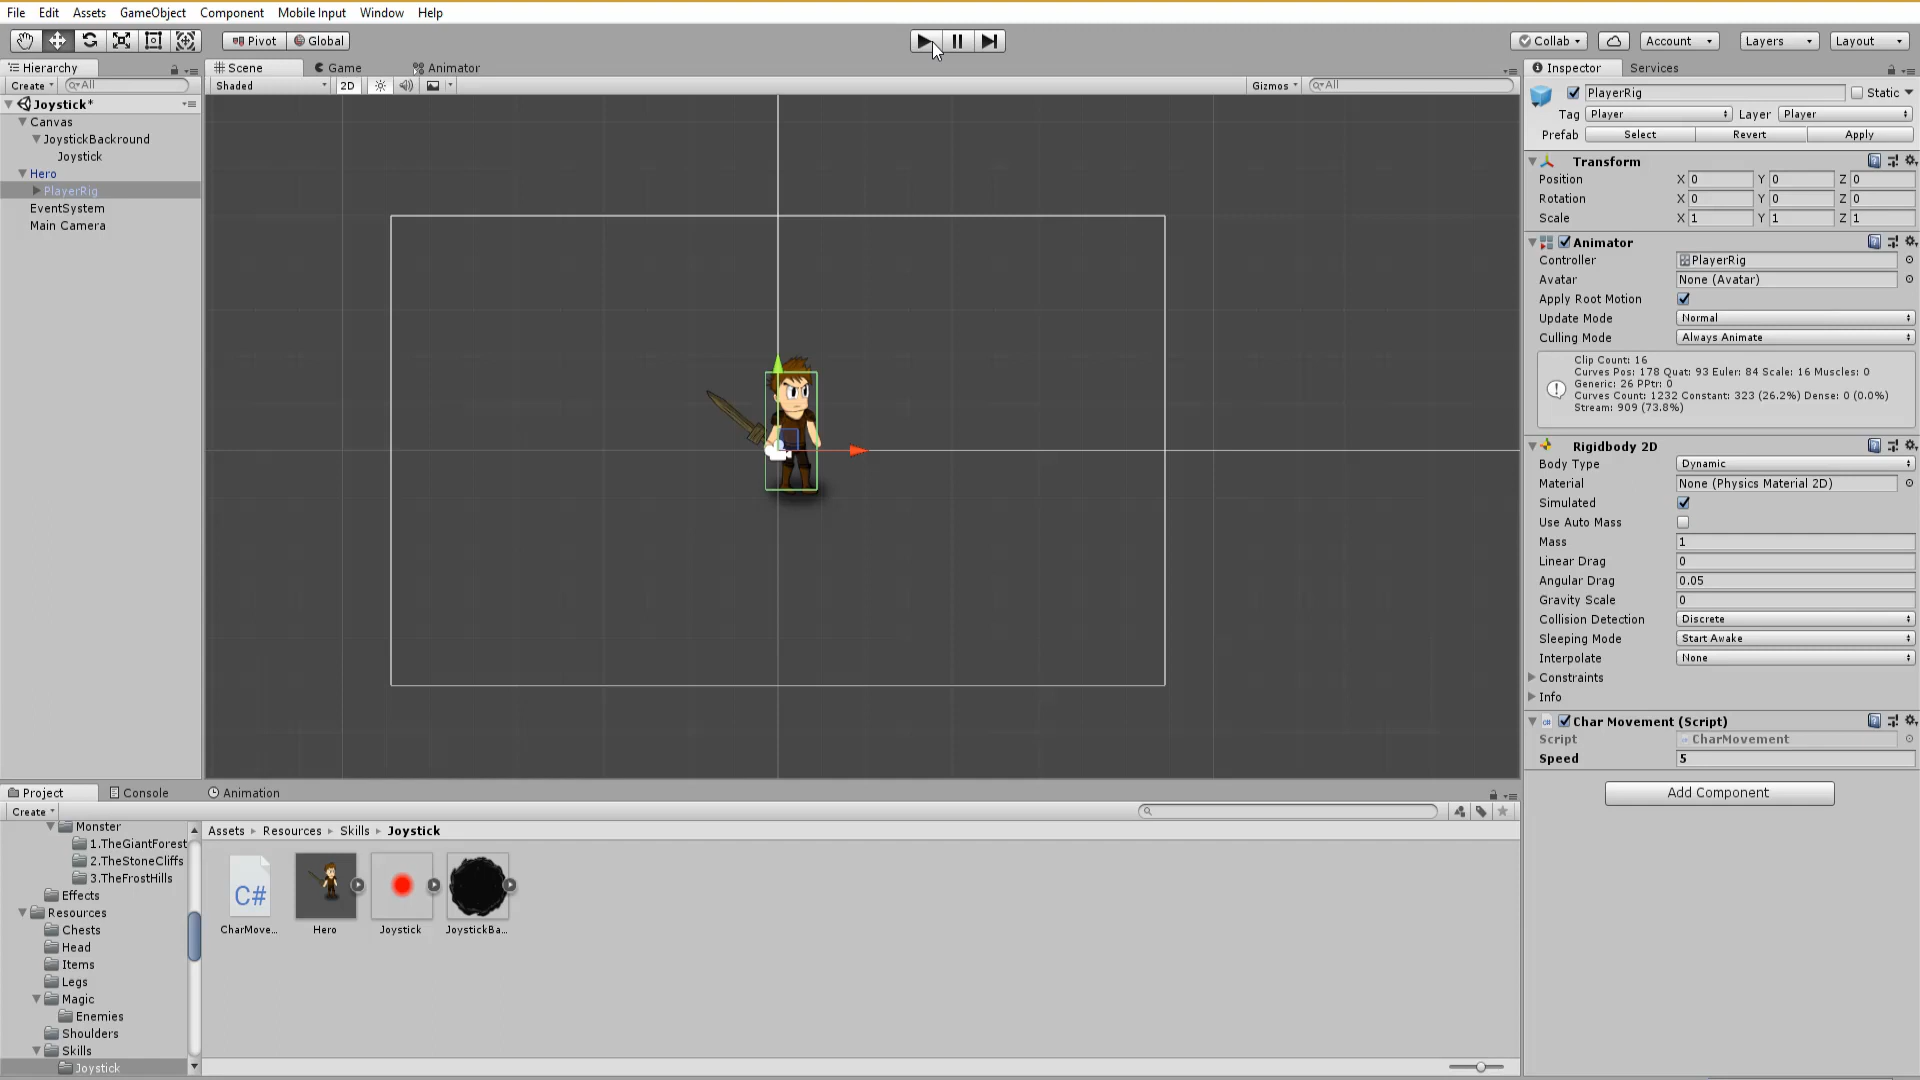 File Edit Assets GameObject Component Mobile Input Window Help
Pivot Global Collab Account Layers Layout
Hierarchy
Create All
Joystick*
Canvas
JoystickBackround
Joystick
Hero
PlayerRig
EventSystem
Main Camera
Scene Game Animator
Shaded 2D Gizmos All
Inspector Services
PlayerRig Static
Tag Player Layer Player
Prefab Select Revert Apply
Transform
Position X 0 Y 0 Z 0
Rotation X 0 Y 0 Z 0
Scale X 1 Y 1 Z 1
Animator
Controller PlayerRig
Avatar None (Avatar)
Apply Root Motion
Update Mode Normal
Culling Mode Always Animate
Clip Count: 16
Curves Pos: 178 Quat: 93 Euler: 84 Scale: 16 Muscles: 0
Generic: 26 PPtr: 0
Curves Count: 1232 Constant: 323 (26.2%) Dense: 0 (0.0%)
Stream: 909 (73.8%)
Rigidbody 2D
Body Type Dynamic
Material None (Physics Material 2D)
Simulated
Use Auto Mass
Mass 1
Linear Drag 0
Angular Drag 0.05
Gravity Scale 0
Collision Detection Discrete
Sleeping Mode Start Awake
Interpolate None
Constraints
Info
Char Movement (Script)
Script CharMovement
Speed 5
Add Component
Project Console Animation
Create
Monster
1.TheGiantForest
2.TheStoneCliffs
3.TheFrostHills
Effects
Resources
Chests
Head
Items
Legs
Magic
Enemies
Shoulders
Skills
Joystick
Assets Resources Skills Joystick
C#
CharMove... Hero Joystick JoystickBa...